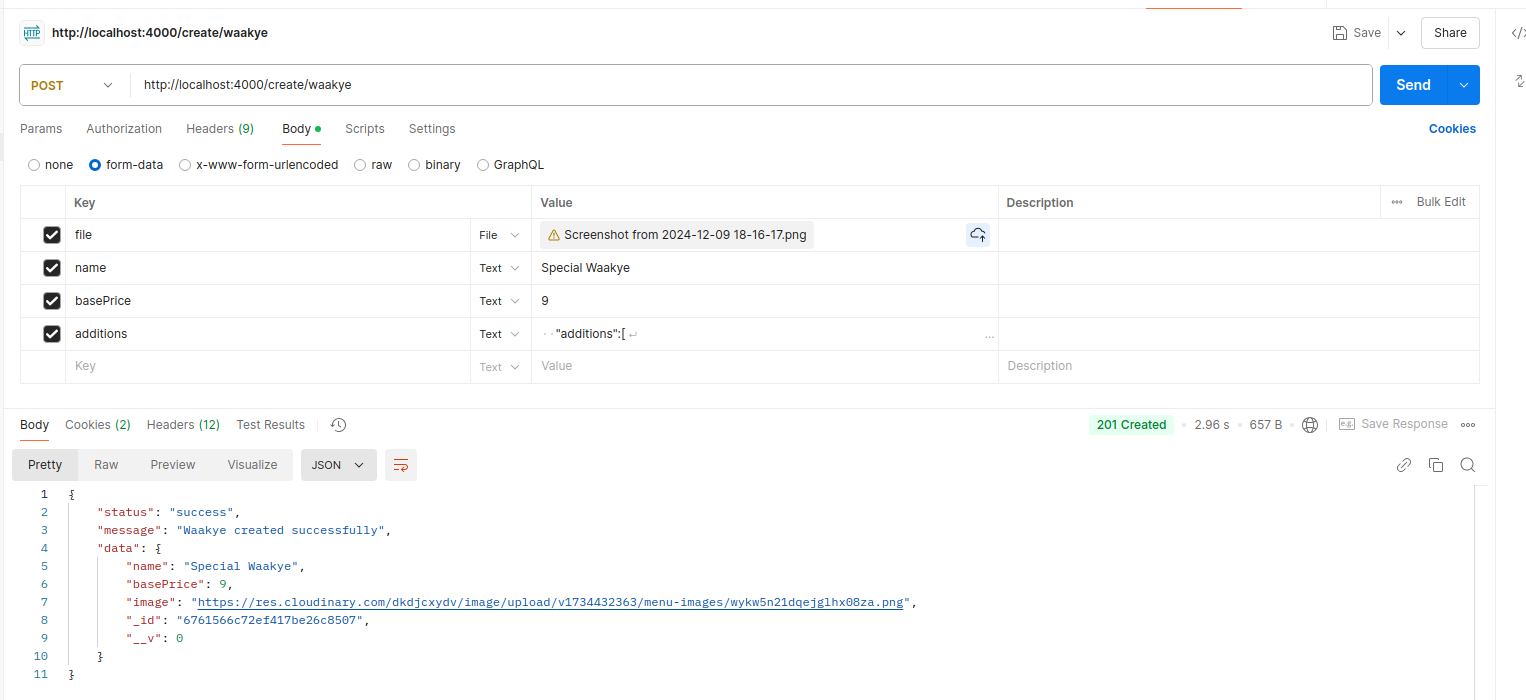 HTTP http://localhost:4000/create/waakye Save Share </>
POST http://localhost:4000/create/waakye Send
Params Authorization Headers (9) Body Scripts Settings Cookies
none form-data x-www-form-urlencoded raw binary GraphQL
Key Value Description ... Bulk Edit
file File Screenshot from 2024-12-09 18-16-17.png
name Text Special Waakye
basePrice Text 9
additions Text ··"additions":[ ↵ ...
Key Text Value Description
Body Cookies (2) Headers (12) Test Results 201 Created • 2.96 s • 657 B • e.g. Save Response ...
Pretty Raw Preview Visualize JSON
1 {
2 "status": "success",
3 "message": "Waakye created successfully",
4 "data": {
5 "name": "Special Waakye",
6 "basePrice": 9,
7 "image": "https://res.cloudinary.com/dkdjcxydv/image/upload/v1734432363/menu-images/wykw5n21dqejglhx08za.png",
8 "_id": "6761566c72ef417be26c8507",
9 "__v": 0
10 }
11 }